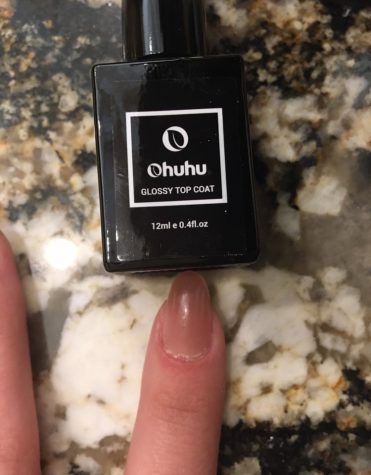 Ohuhu
GLOSSY TOP COAT
12ml e 0.4fl.oz